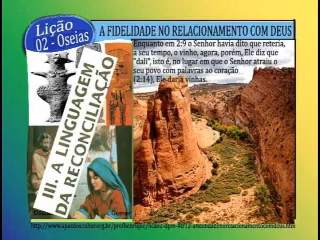 Lição
02 - Oseias
A FIDELIDADE NO RELACIONAMENTO COM DEUS
Enquanto em 2:9 o Senhor havia dito que reteria,
a seu tempo, o vinho, agora, porém, Ele diz que
"dali", isto é, no lugar em que o Senhor atraiu o
seu povo com palavras ao coração
(2:14), Ele daria vinhas.
III. A LINGUAGEM
DA RECONCILIAÇÃO